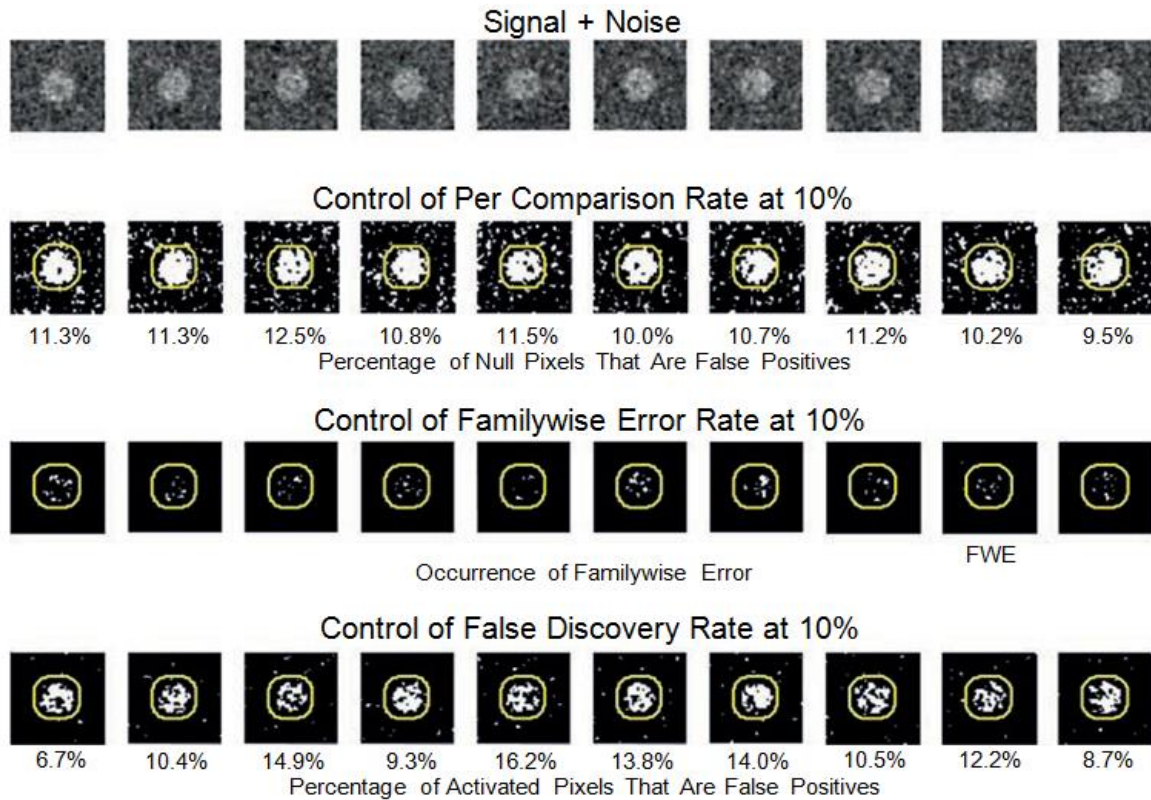 Signal + Noise
Control of Per Comparison Rate at 10%
11.3% 11.3% 12.5% 10.8% 11.5% 10.0% 10.7% 11.2% 10.2% 9.5%
Percentage of Null Pixels That Are False Positives
Control of Familywise Error Rate at 10%
FWE
Occurrence of Familywise Error
Control of False Discovery Rate at 10%
6.7% 10.4% 14.9% 9.3% 16.2% 13.8% 14.0% 10.5% 12.2% 8.7%
Percentage of Activated Pixels That Are False Positives